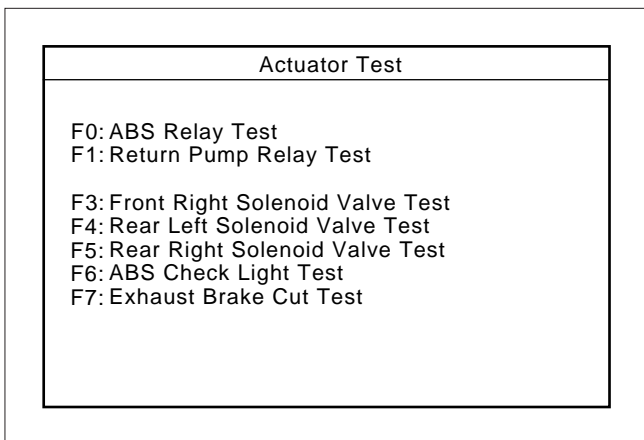 Actuator Test
F0: ABS Relay Test
F1: Return Pump Relay Test
F3: Front Right Solenoid Valve Test
F4: Rear Left Solenoid Valve Test
F5: Rear Right Solenoid Valve Test
F6: ABS Check Light Test
F7: Exhaust Brake Cut Test